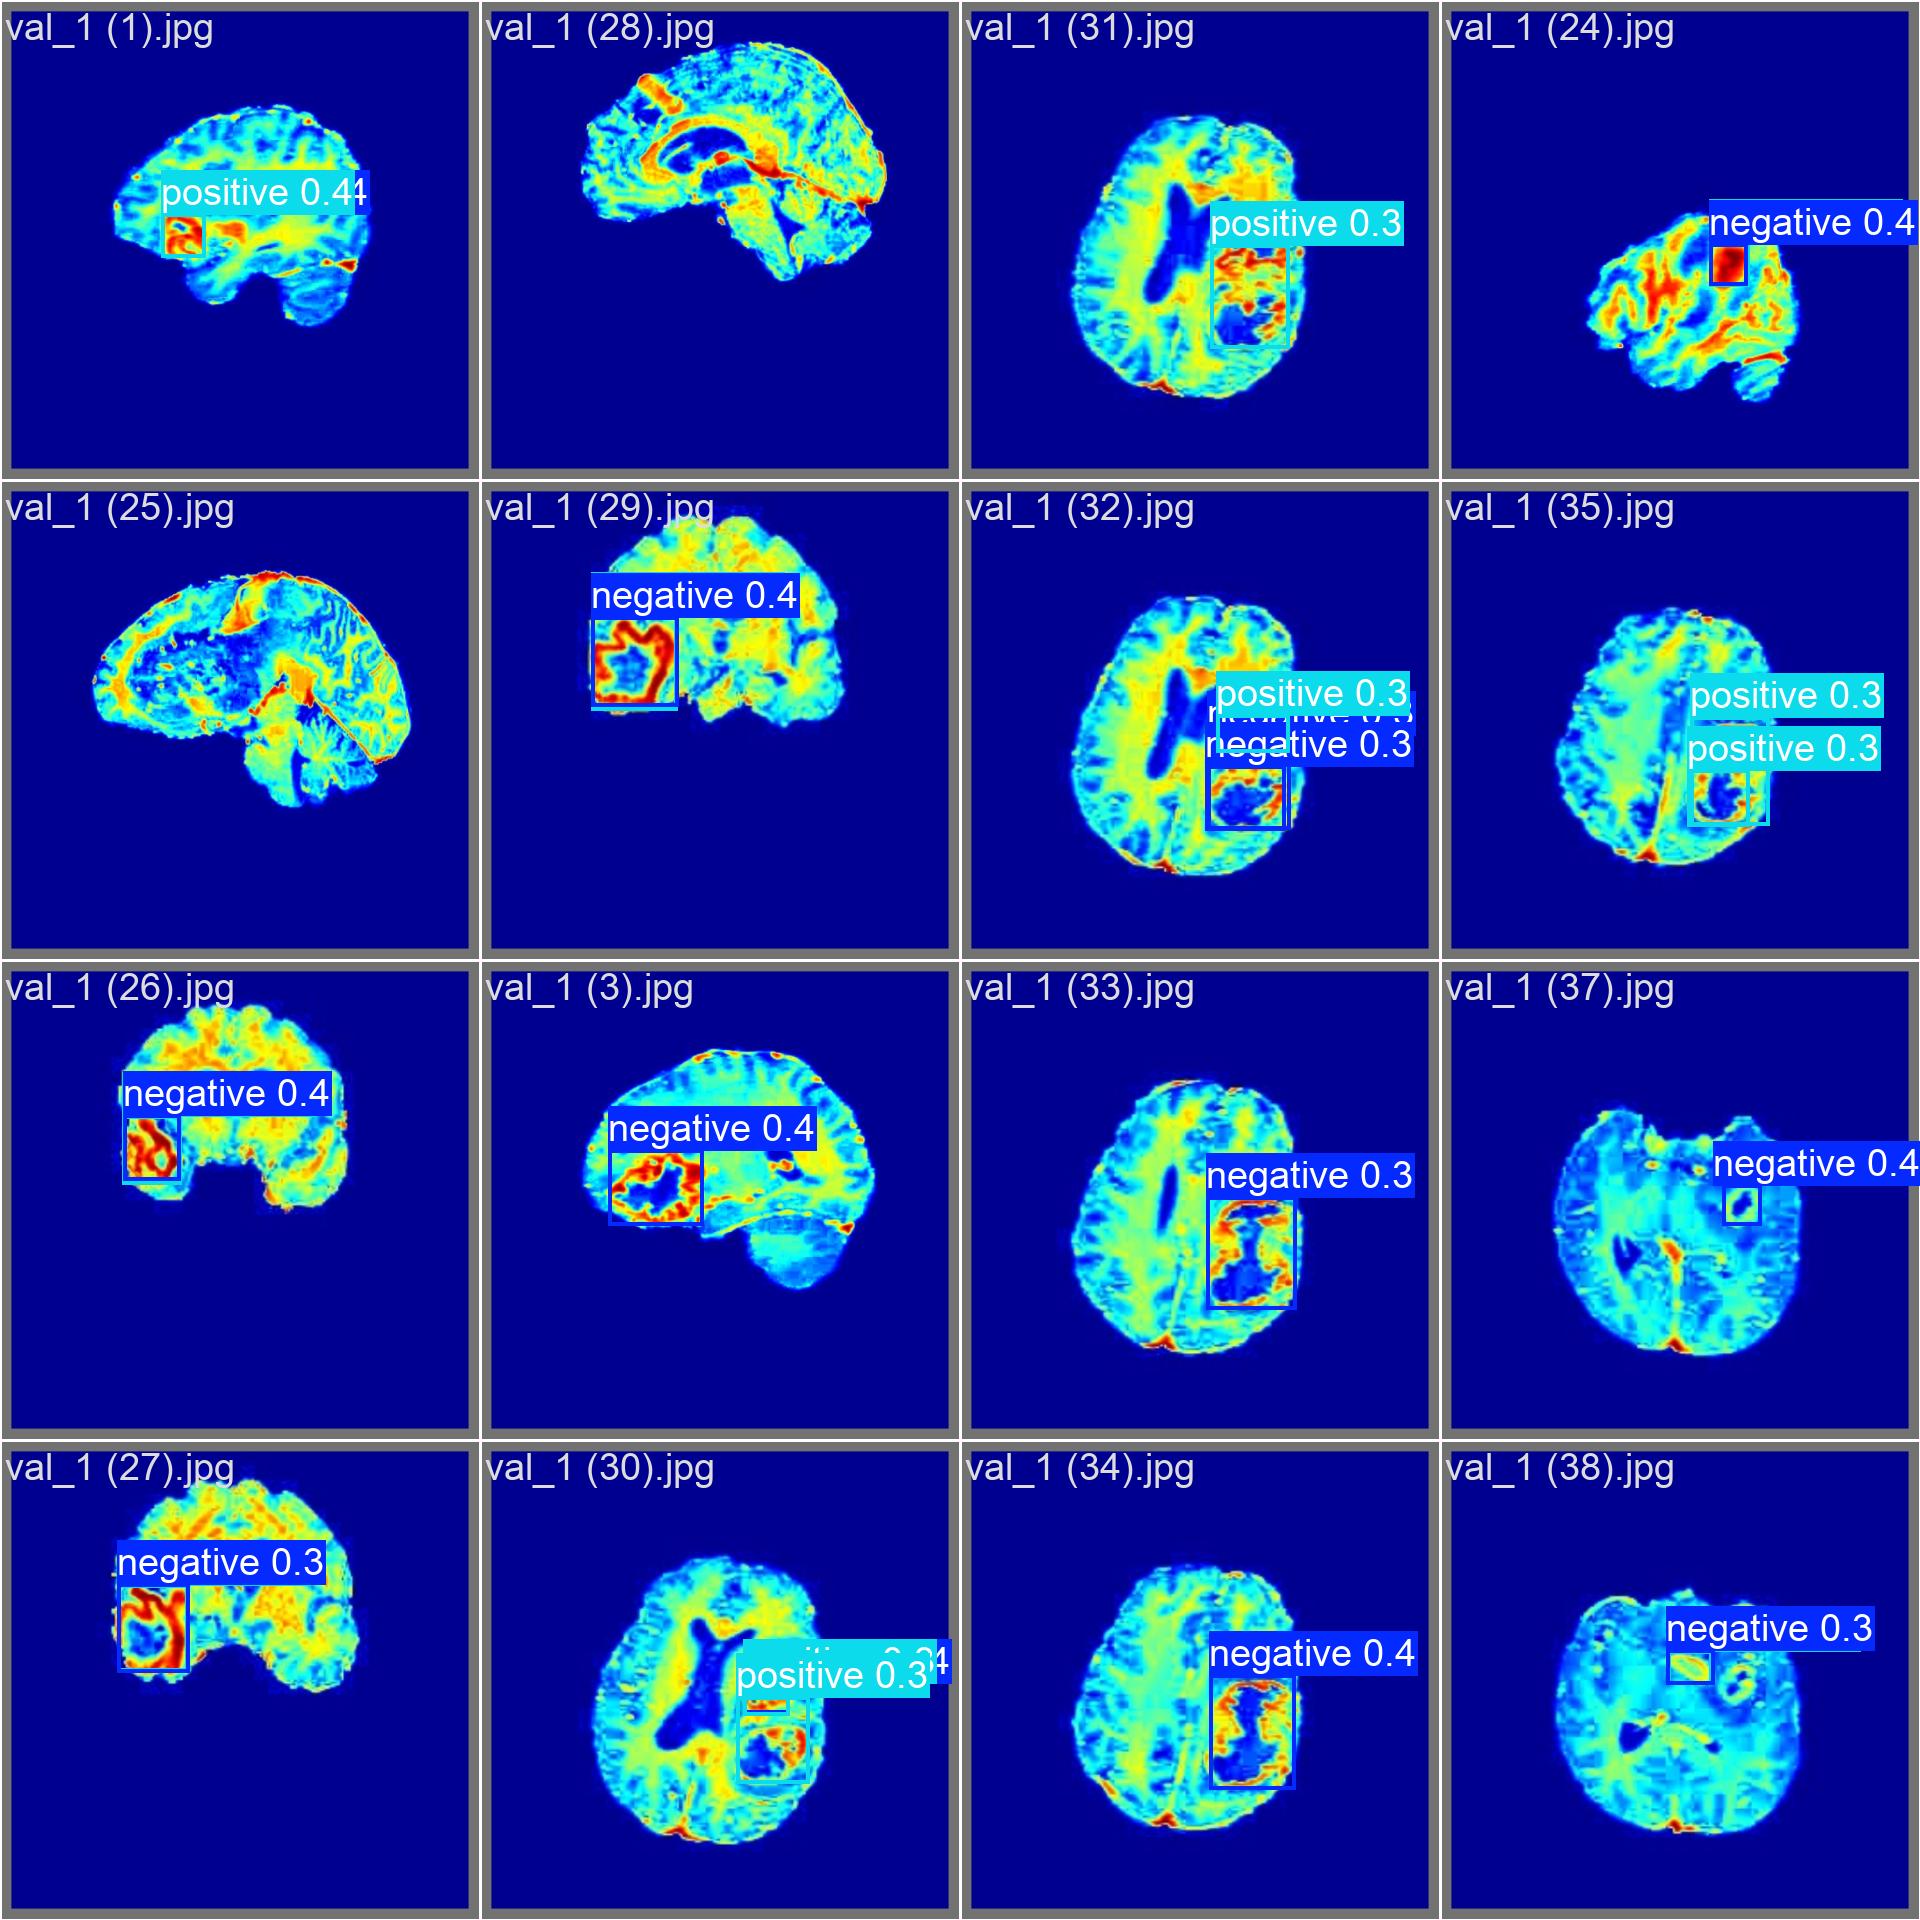 val_1 (1).jpg
positive 0.44
val_1 (28).jpg
val_1 (31).jpg
positive 0.3
val_1 (24).jpg
negative 0.4
val_1 (25).jpg
val_1 (29).jpg
negative 0.4
val_1 (32).jpg
positive 0.3
negative 0.3
val_1 (35).jpg
positive 0.3
positive 0.3
val_1 (26).jpg
negative 0.4
val_1 (3).jpg
negative 0.4
val_1 (33).jpg
negative 0.3
val_1 (37).jpg
negative 0.4
val_1 (27).jpg
negative 0.3
val_1 (30).jpg
positive 0.3
val_1 (34).jpg
negative 0.4
val_1 (38).jpg
negative 0.3